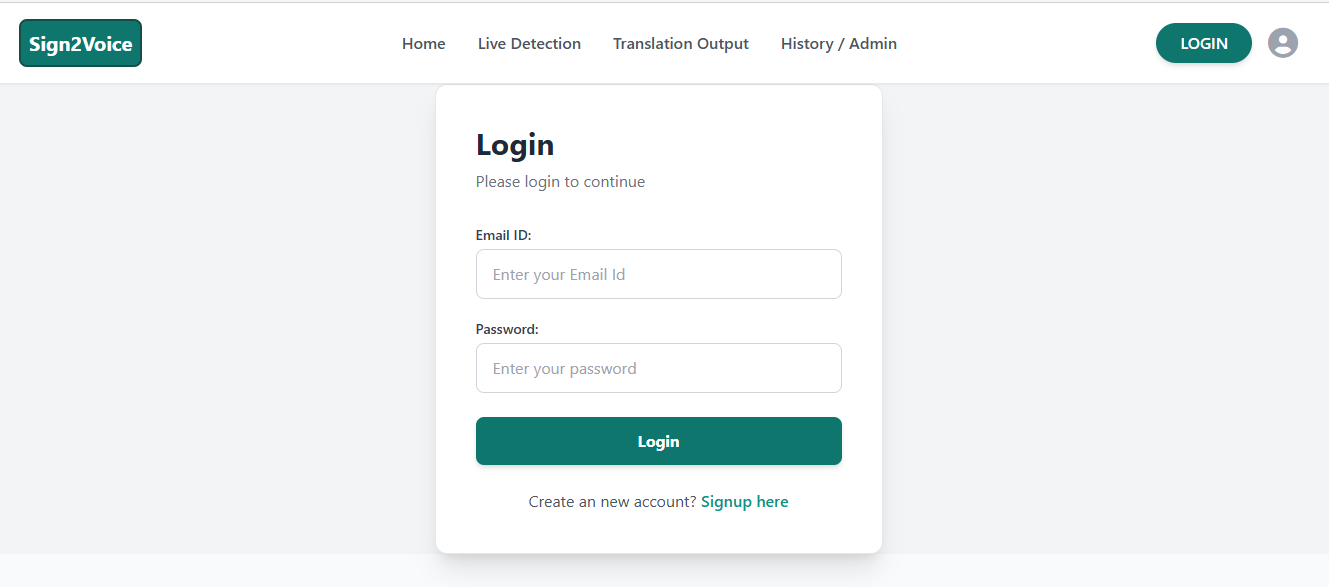 Sign2Voice
Home Live Detection Translation Output History / Admin
LOGIN
Login
Please login to continue
Email ID:
Enter your Email Id
Password:
Enter your password
Login
Create an new account? Signup here